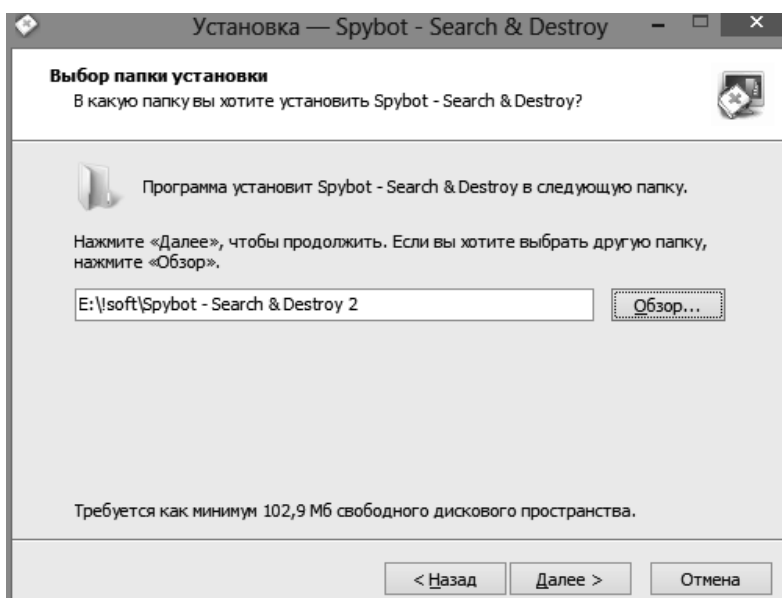 Установка — Spybot - Search & Destroy
Выбор папки установки
В какую папку вы хотите установить Spybot - Search & Destroy?
Программа установит Spybot - Search & Destroy в следующую папку.
Нажмите «Далее», чтобы продолжить. Если вы хотите выбрать другую папку,
нажмите «Обзор».
E:\!soft\Spybot - Search & Destroy 2
Обзор...
Требуется как минимум 102,9 Мб свободного дискового пространства.
< Назад
Далее >
Отмена